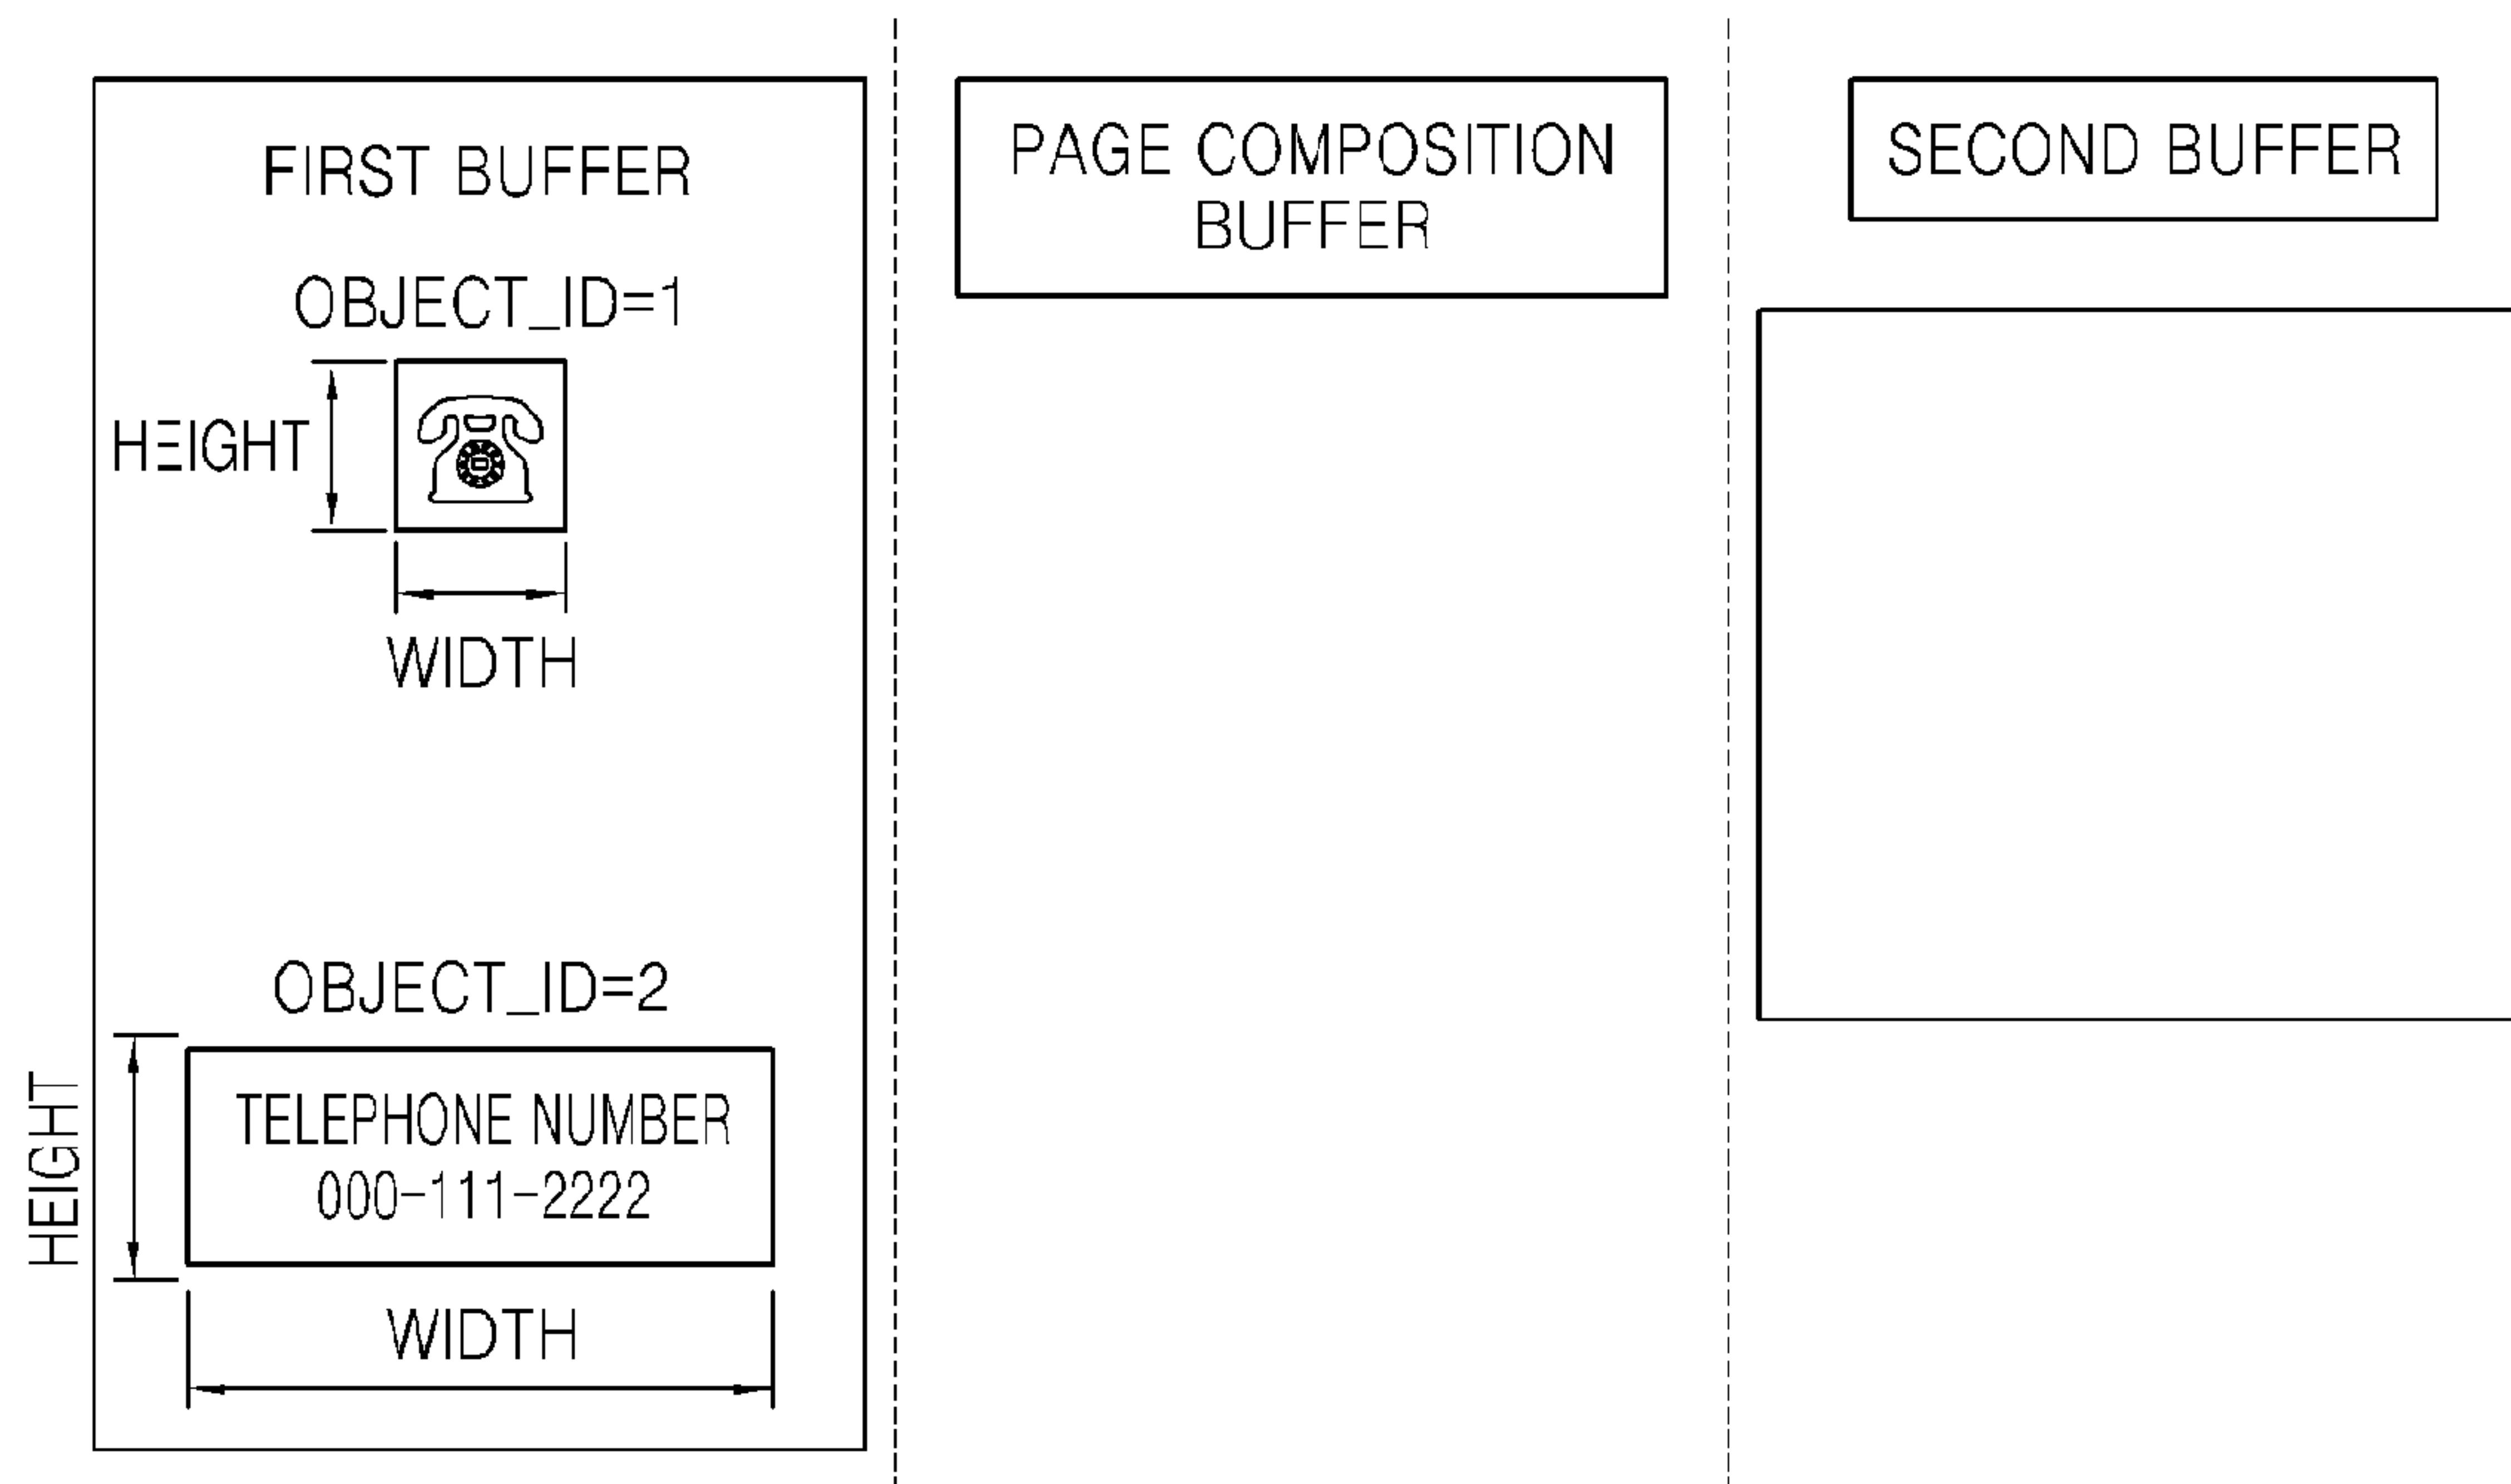 FIRST BUFFER
OBJECT_ID=1
HEIGHT
WIDTH
OBJECT_ID=2
HEIGHT
TELEPHONE NUMBER
000-111-2222
WIDTH
PAGE COMPOSITION
BUFFER
SECOND BUFFER